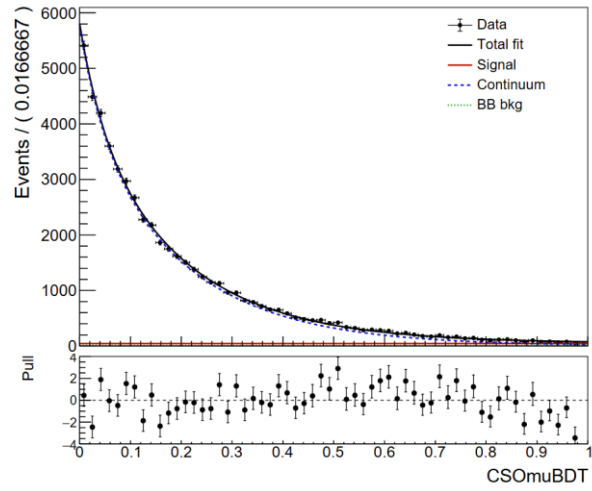 Events / ( 0.0166667)
6000
5000
4000
3000
2000
1000
0
Data
Total fit
Signal
Continuum
BB bkg
Pull
4
2
0
−2
−4
0 0.1 0.2 0.3 0.4 0.5 0.6 0.7 0.8 0.9 1
CSOmuBDT